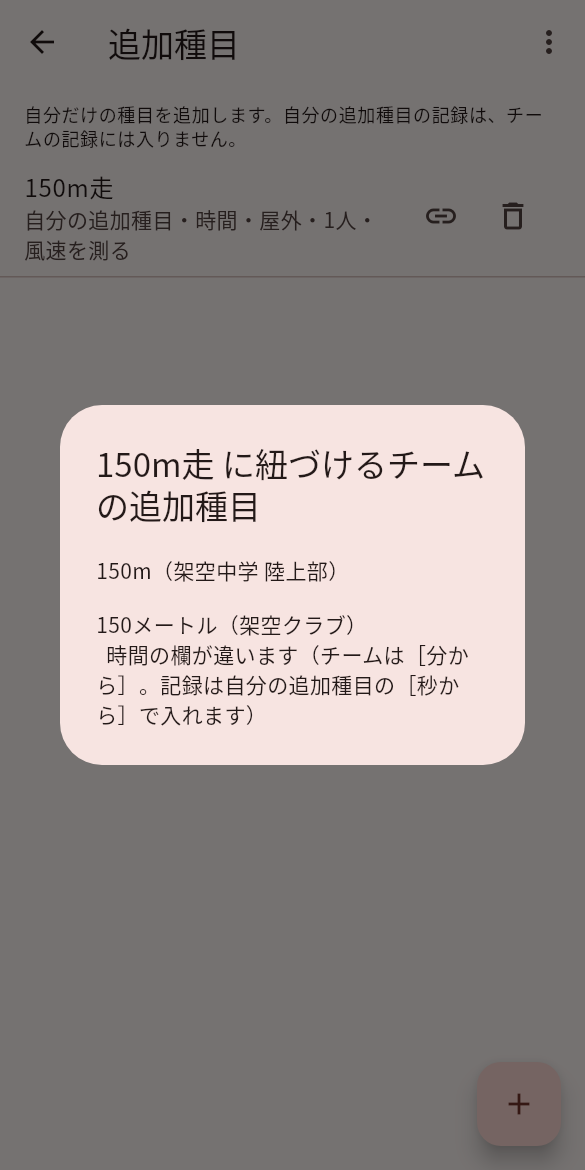 追加種目
自分だけの種目を追加します。自分の追加種目の記録は、チー
ムの記録には入りません。
150m走
自分の追加種目・時間・屋外・1人・
風速を測る
150m走 に紐づけるチーム
の追加種目
150m（架空中学 陸上部）
150メートル（架空クラブ）
時間の欄が違います（チームは［分か
ら］。記録は自分の追加種目の［秒か
ら］で入れます）